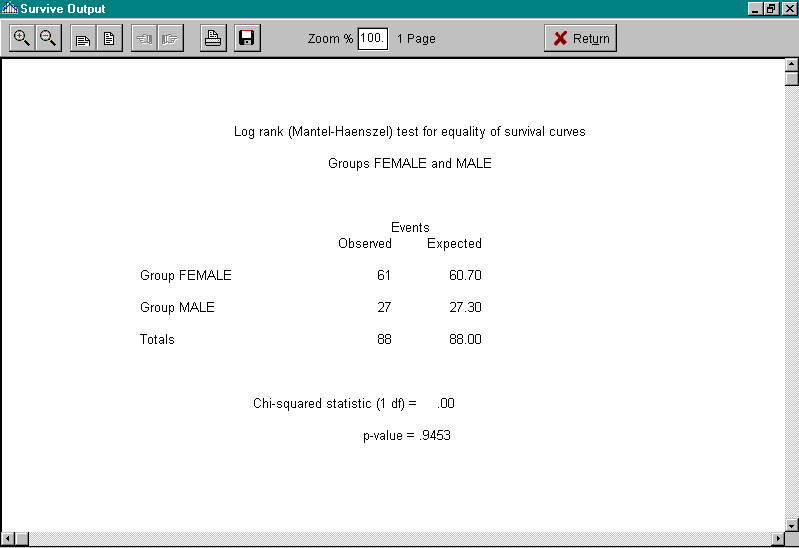 Survive Output
Zoom % 100. 1 Page Return
Log rank (Mantel-Haenszel) test for equality of survival curves
Groups FEMALE and MALE
Events
Observed Expected
Group FEMALE 61 60.70
Group MALE 27 27.30
Totals 88 88.00
Chi-squared statistic (1 df) = .00
p-value = .9453